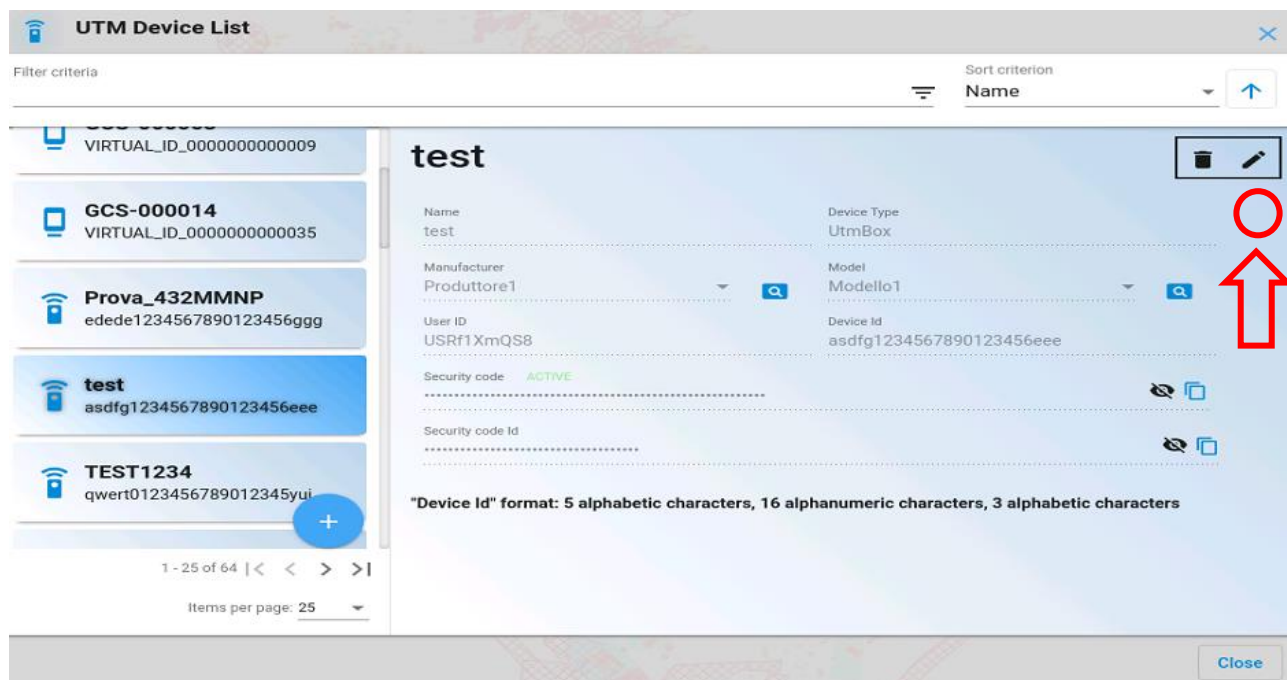 UTM Device List
Filter criteria
Sort criterion
Name
VIRTUAL_ID_0000000000009
GCS-000014
VIRTUAL_ID_0000000000035
Prova_432MMNP
edede1234567890123456ggg
test
asdfg1234567890123456eee
TEST1234
qwert0123456789012345yui
1 - 25 of 64
Items per page: 25
test
Name
test
Device Type
UtmBox
Manufacturer
Produttore1
Model
Modello1
User ID
USRf1XmQS8
Device Id
asdfg1234567890123456eee
Security code ACTIVE
Security code Id
"Device Id" format: 5 alphabetic characters, 16 alphanumeric characters, 3 alphabetic characters
Close